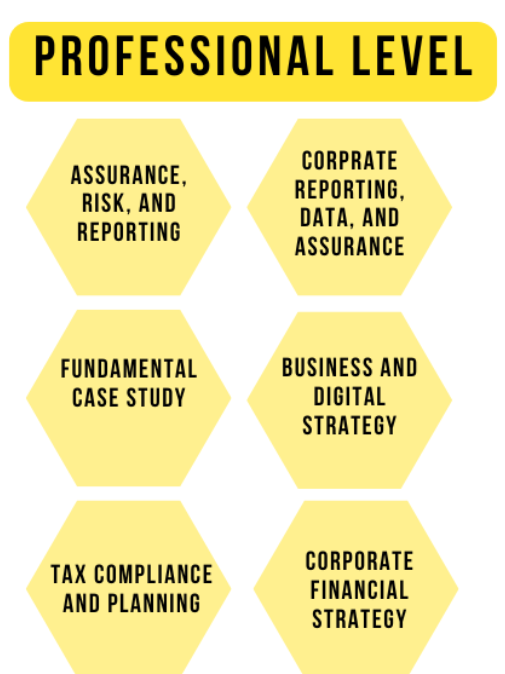 PROFESSIONAL LEVEL
ASSURANCE,
RISK, AND
REPORTING
CORPRATE
REPORTING,
DATA, AND
ASSURANCE
FUNDAMENTAL
CASE STUDY
BUSINESS AND
DIGITAL
STRATEGY
TAX COMPLIANCE
AND PLANNING
CORPORATE
FINANCIAL
STRATEGY